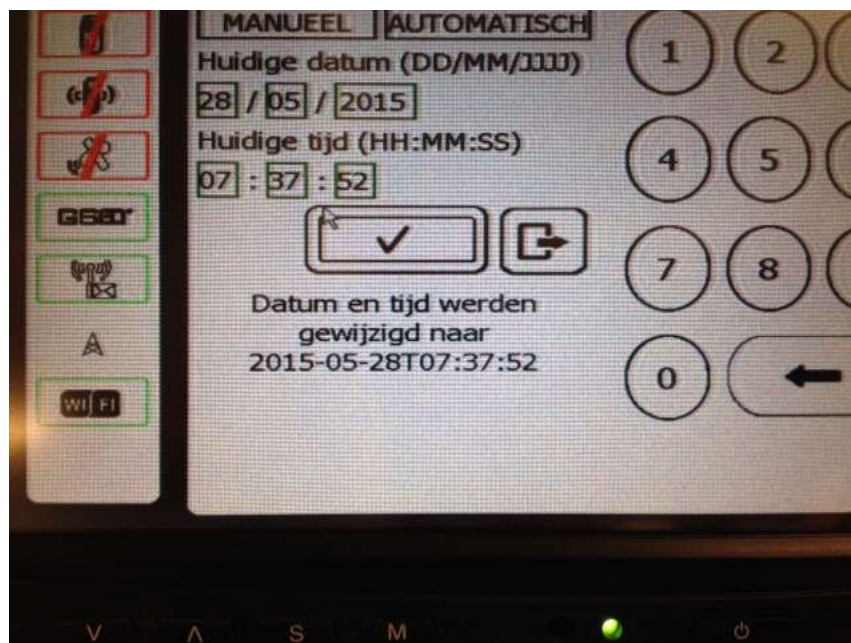 MANUEEL AUTOMATISCH
Huidige datum (DD/MM/JJJJ)
28 / 05 / 2015
Huidige tijd (HH:MM:SS)
07 : 37 : 52
Datum en tijd werden
gewijzigd naar
2015-05-28T07:37:52
1 2
4 5
7 8
0
WI FI
V Λ S M